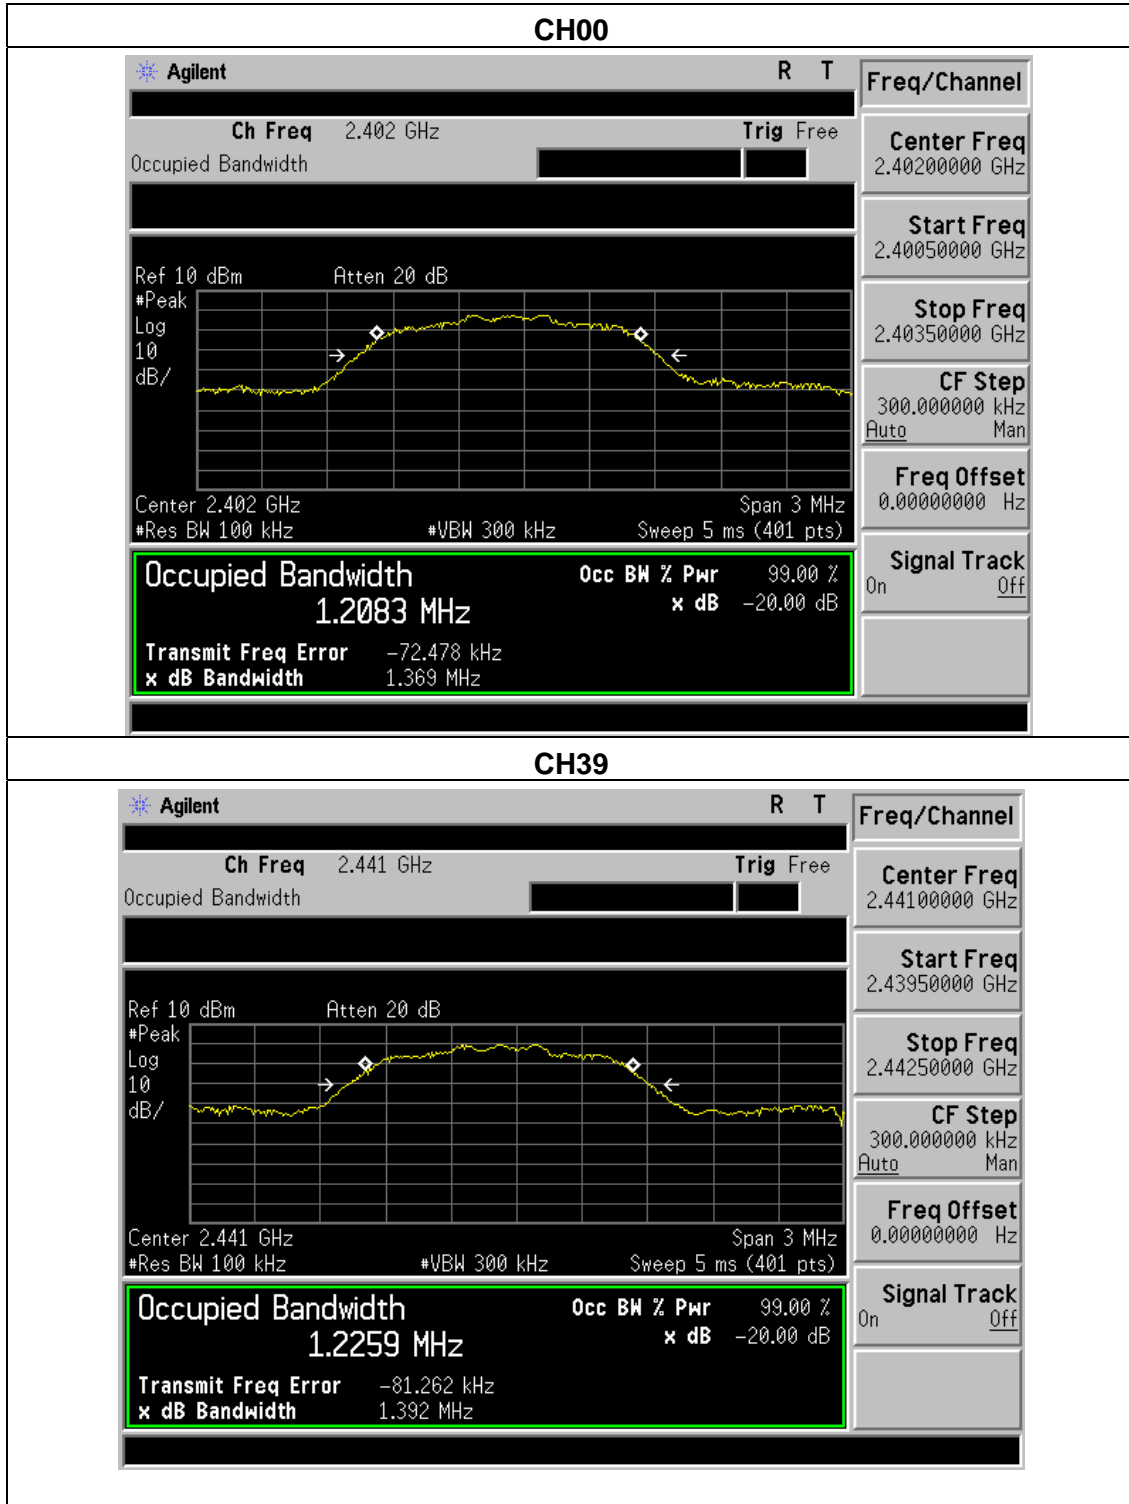 CH00
Agilent R T
Freq/Channel
Ch Freq 2.402 GHz Trig Free
Occupied Bandwidth
Center Freq
2.40200000 GHz
Start Freq
2.40050000 GHz
Stop Freq
2.40350000 GHz
CF Step
300.000000 kHz
Auto Man
Freq Offset
0.00000000 Hz
Signal Track
On Off
Ref 10 dBm Atten 20 dB
#Peak
Log
10
dB/
Center 2.402 GHz Span 3 MHz
#Res BW 100 kHz #VBW 300 kHz Sweep 5 ms (401 pts)
Occupied Bandwidth Occ BW % Pwr 99.00 %
1.2083 MHz x dB -20.00 dB
Transmit Freq Error -72.478 kHz
x dB Bandwidth 1.369 MHz
CH39
Agilent R T
Freq/Channel
Ch Freq 2.441 GHz Trig Free
Occupied Bandwidth
Center Freq
2.44100000 GHz
Start Freq
2.43950000 GHz
Stop Freq
2.44250000 GHz
CF Step
300.000000 kHz
Auto Man
Freq Offset
0.00000000 Hz
Signal Track
On Off
Ref 10 dBm Atten 20 dB
#Peak
Log
10
dB/
Center 2.441 GHz Span 3 MHz
#Res BW 100 kHz #VBW 300 kHz Sweep 5 ms (401 pts)
Occupied Bandwidth Occ BW % Pwr 99.00 %
1.2259 MHz x dB -20.00 dB
Transmit Freq Error -81.262 kHz
x dB Bandwidth 1.392 MHz